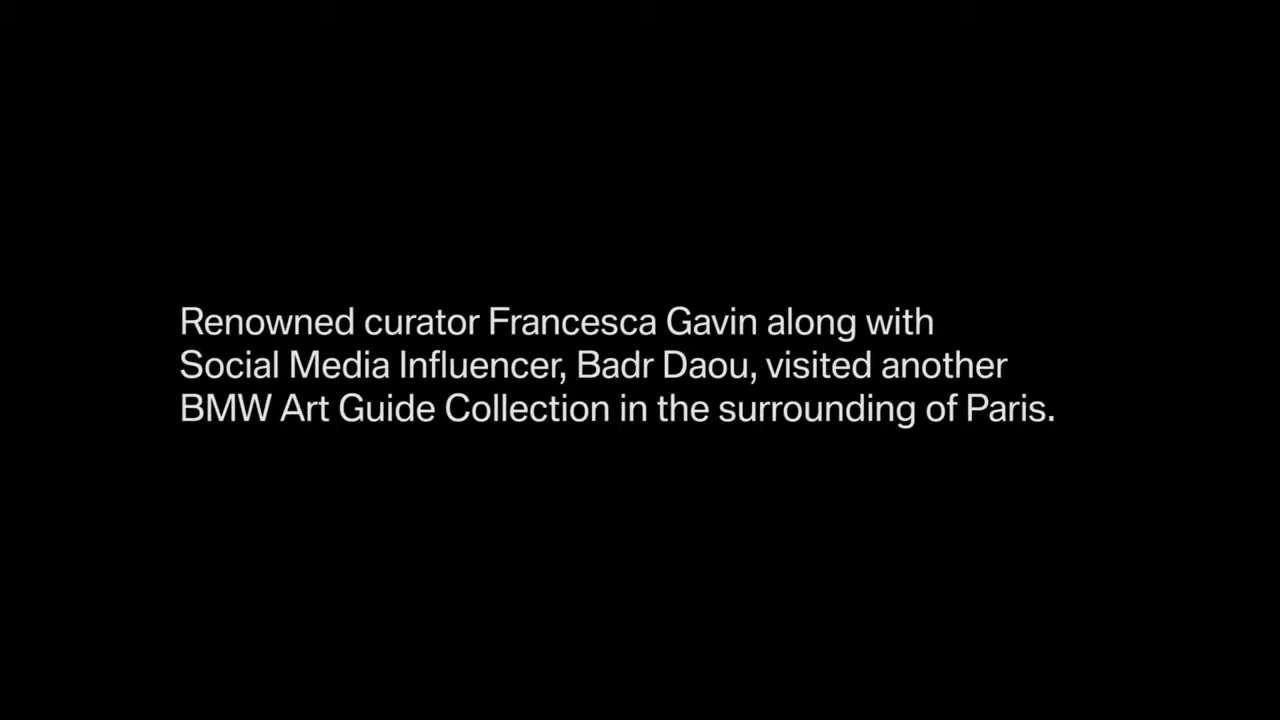 Renowned curator Francesca Gavin along with
Social Media Influencer, Badr Daou, visited another
BMW Art Guide Collection in the surrounding of Paris.